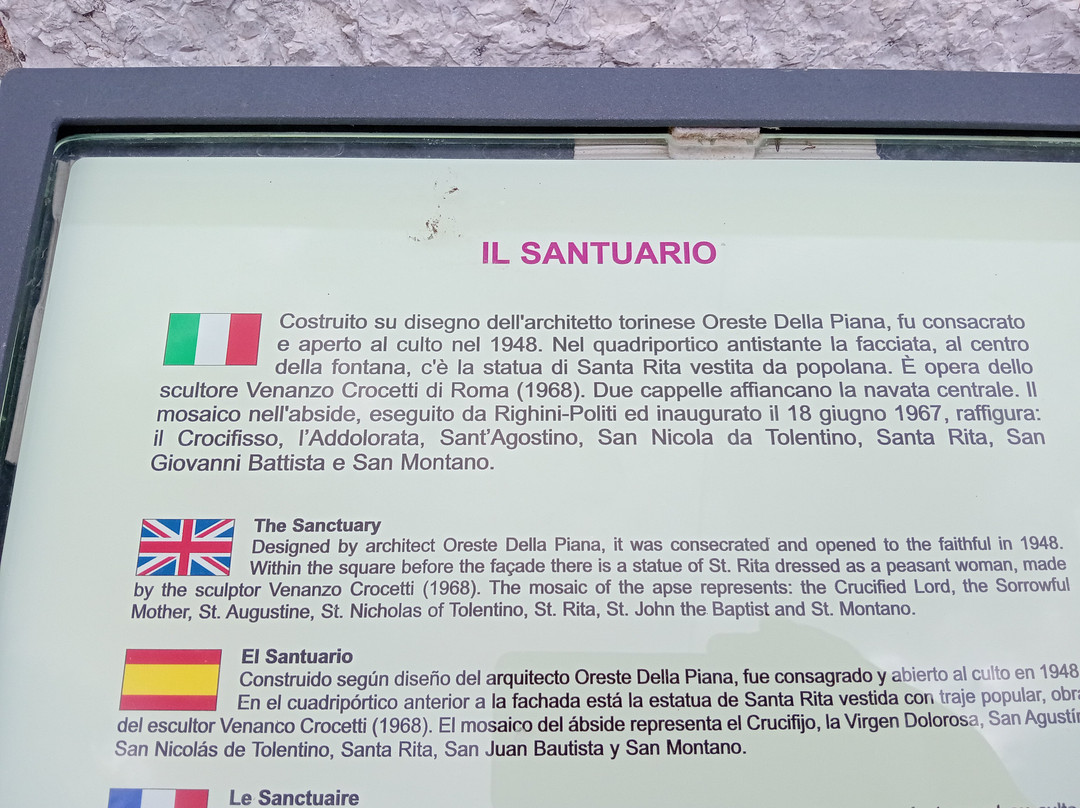 IL SANTUARIO
Costruito su disegno dell'architetto torinese Oreste Della Piana, fu consacrato
e aperto al culto nel 1948. Nel quadriportico antistante la facciata, al centro
della fontana, c'è la statua di Santa Rita vestita da popolana. È opera dello
scultore Venanzo Crocetti di Roma (1968). Due cappelle affiancano la navata centrale. Il
mosaico nell'abside, eseguito da Righini-Politi ed inaugurato il 18 giugno 1967, raffigura:
il Crocifisso, l'Addolorata, Sant'Agostino, San Nicola da Tolentino, Santa Rita, San
Giovanni Battista e San Montano.
The Sanctuary
Designed by architect Oreste Della Piana, it was consecrated and opened to the faithful in 1948.
Within the square before the façade there is a statue of St. Rita dressed as a peasant woman, made
by the sculptor Venanzo Crocetti (1968). The mosaic of the apse represents: the Crucified Lord, the Sorrowful
Mother, St. Augustine, St. Nicholas of Tolentino, St. Rita, St. John the Baptist and St. Montano.
El Santuario
Construido según diseño del arquitecto Oreste Della Piana, fue consagrado y abierto al culto en 1948
En el cuadripórtico anterior a la fachada está la estatua de Santa Rita vestida con traje popular,
del escultor Venanco Crocetti (1968). El mosaico del ábside representa el Crucifijo, la Virgen Dolorosa, San
San Nicolás de Tolentino, Santa Rita, San Juan Bautista y San Montano.
Le Sanctuaire